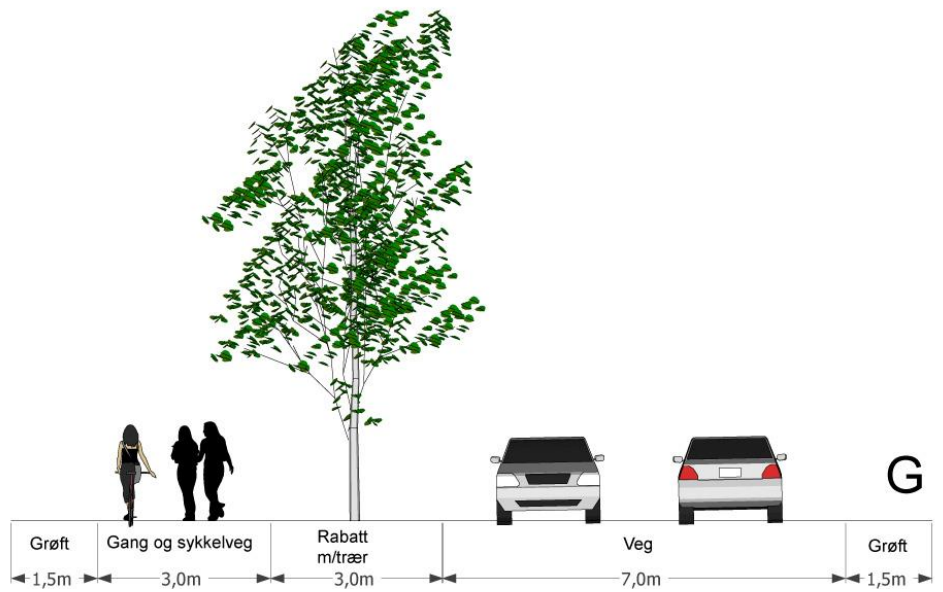 G
Grøft
Gang og sykkelveg
Rabatt
m/trær
Veg
Grøft
1,5m
3,0m
3,0m
7,0m
1,5m